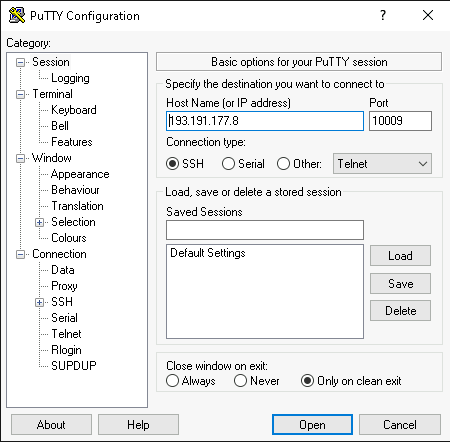 PuTTY Configuration
?
Category:
Session
Logging
Terminal
Keyboard
Bell
Features
Window
Appearance
Behaviour
Translation
Selection
Colours
Connection
Data
Proxy
SSH
Serial
Telnet
Rlogin
SUPDUP
Basic options for your PuTTY session
Specify the destination you want to connect to
Host Name (or IP address) Port
193.191.177.8 10009
Connection type:
SSH Serial Other: Telnet
Load, save or delete a stored session
Saved Sessions
Default Settings
Load
Save
Delete
Close window on exit:
Always Never Only on clean exit
About Help Open Cancel